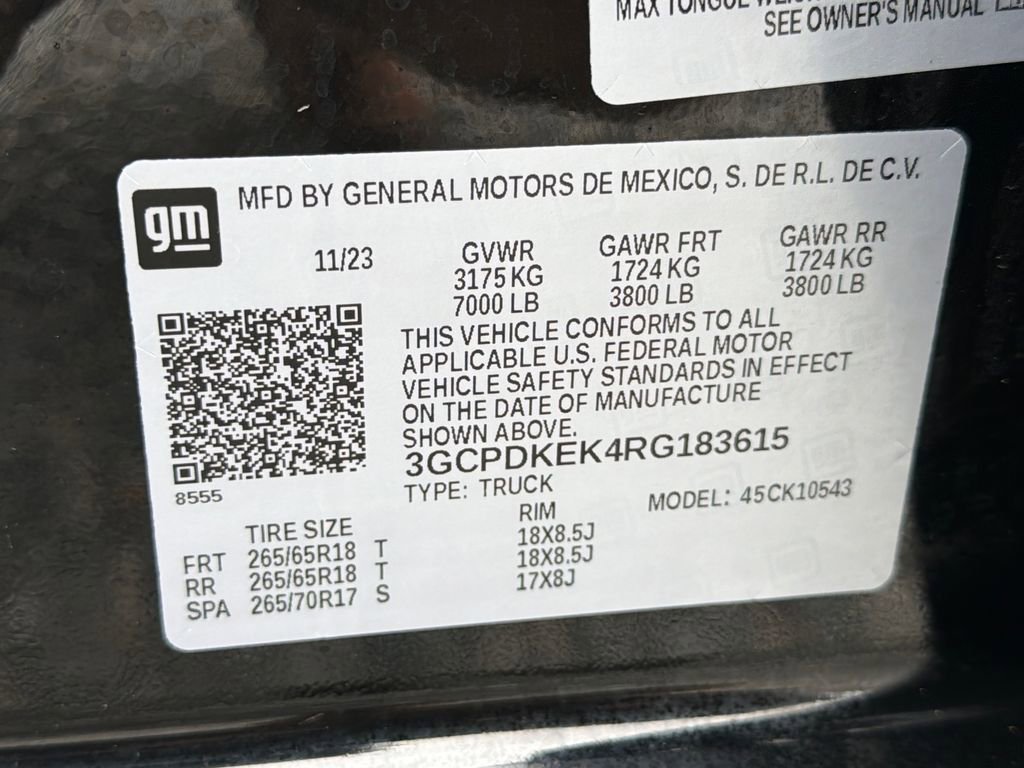 MAX TONGUE
SEE OWNER'S MANUAL
gm
MFD BY GENERAL MOTORS DE MEXICO, S. DE R.L. DE C.V.
11/23 GVWR GAWR FRT GAWR RR
3175 KG 1724 KG 1724 KG
7000 LB 3800 LB 3800 LB
THIS VEHICLE CONFORMS TO ALL
APPLICABLE U.S. FEDERAL MOTOR
VEHICLE SAFETY STANDARDS IN EFFECT
ON THE DATE OF MANUFACTURE
SHOWN ABOVE.
3GCPDKEK4RG183615
8555
TYPE: TRUCK MODEL: 45CK10543
TIRE SIZE RIM
FRT 265/65R18 T 18X8.5J
RR 265/65R18 T 18X8.5J
SPA 265/70R17 S 17X8J